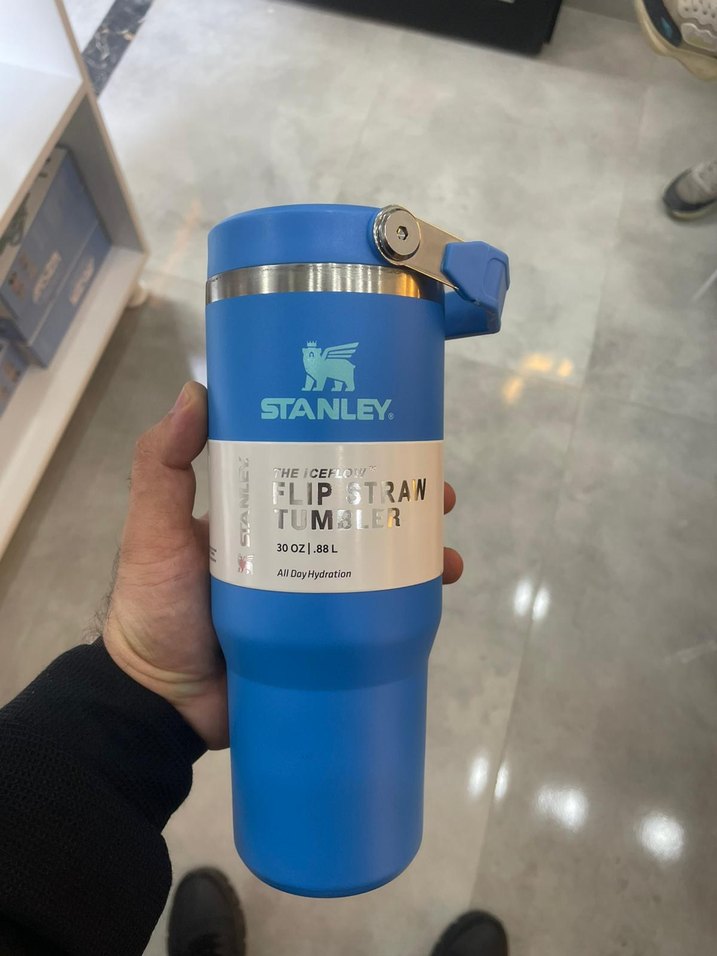 STANLEY®
STANLEY
THE ICEFLOW™
FLIP STRAW
TUMBLER
30 OZ | .88 L
All Day Hydration